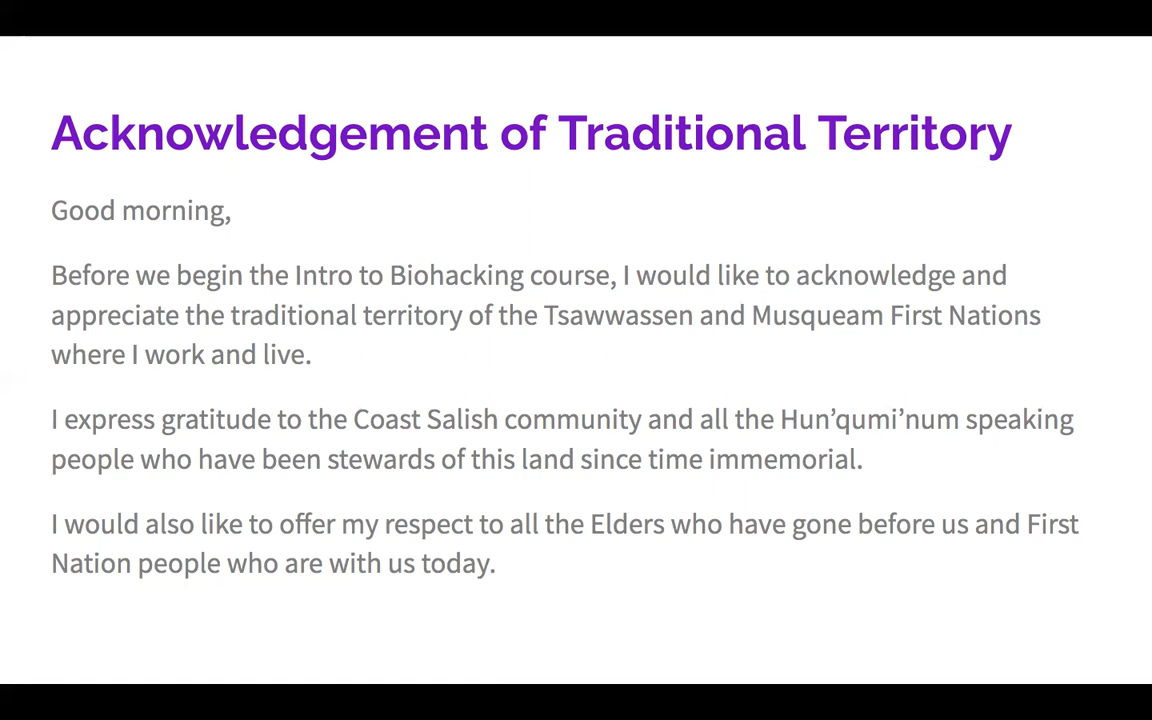 Acknowledgement of Traditional Territory
Good morning,
Before we begin the Intro to Biohacking course, I would like to acknowledge and
appreciate the traditional territory of the Tsawwassen and Musqueam First Nations
where I work and live.
I express gratitude to the Coast Salish community and all the Hun’qumi’num speaking
people who have been stewards of this land since time immemorial.
I would also like to offer my respect to all the Elders who have gone before us and First
Nation people who are with us today.